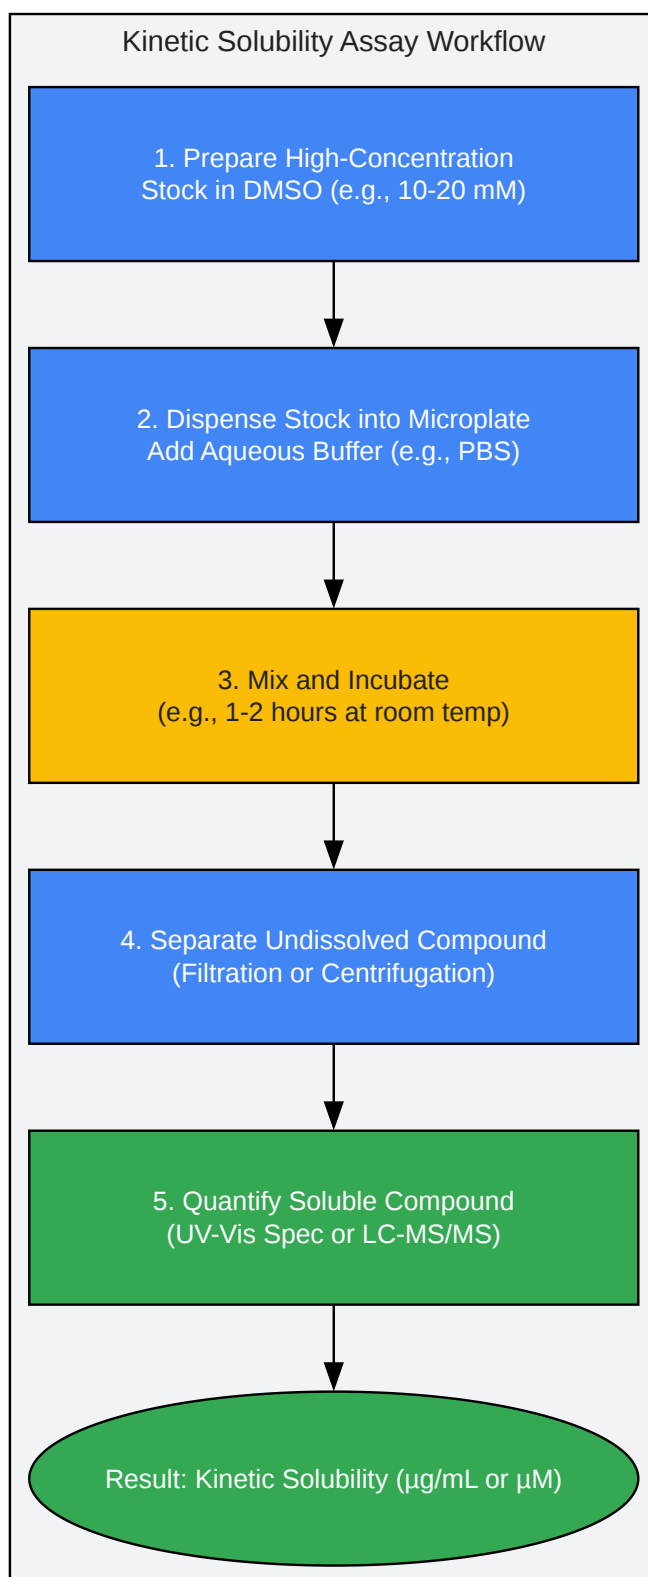 Kinetic Solubility Assay Workflow
1. Prepare High-Concentration
Stock in DMSO (e.g., 10-20 mM)
2. Dispense Stock into Microplate
Add Aqueous Buffer (e.g., PBS)
3. Mix and Incubate
(e.g., 1-2 hours at room temp)
4. Separate Undissolved Compound
(Filtration or Centrifugation)
5. Quantify Soluble Compound
(UV-Vis Spec or LC-MS/MS)
Result: Kinetic Solubility (µg/mL or µM)